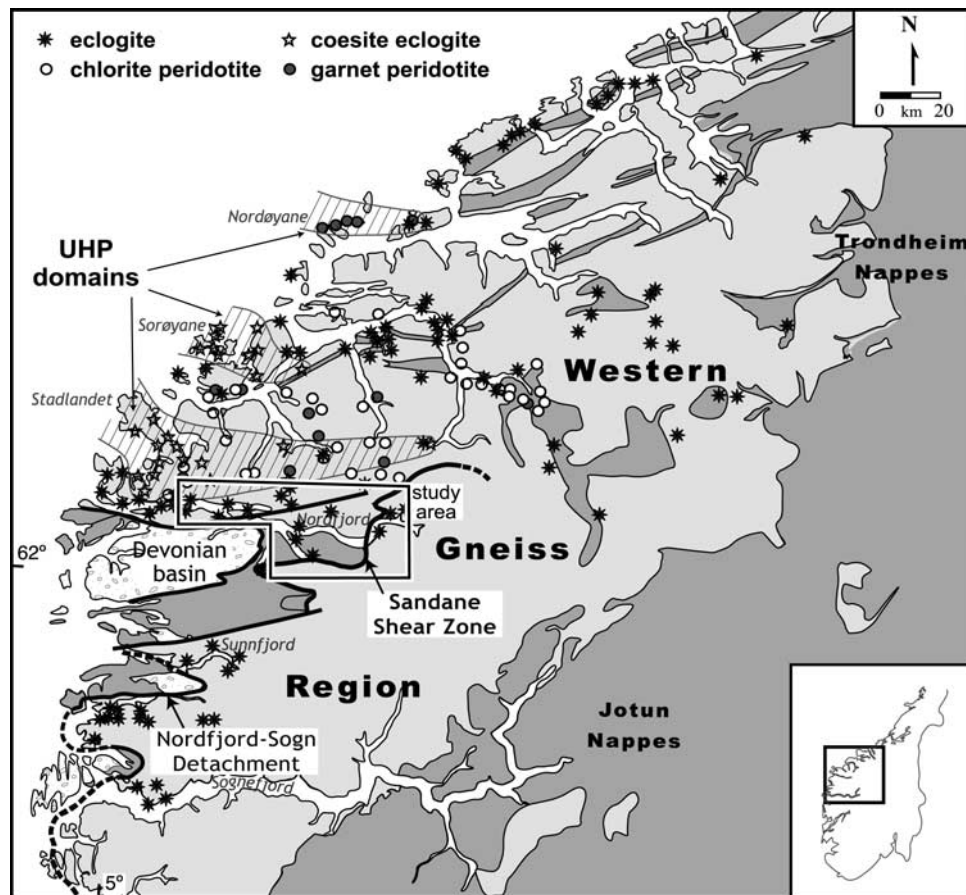 eclogite
coesite eclogite
chlorite peridotite
garnet peridotite
N
0 km 20
Nordøyane
UHP
domains
Trondheim
Nappes
Sorøyane
Western
Stadlandet
study
area
Nordfjord
Gneiss
62°
Devonian
basin
Sandane
Shear Zone
Sunnfjord
Region
Jotun
Nappes
Nordfjord-Sogn
Detachment
Sognefjord
5°